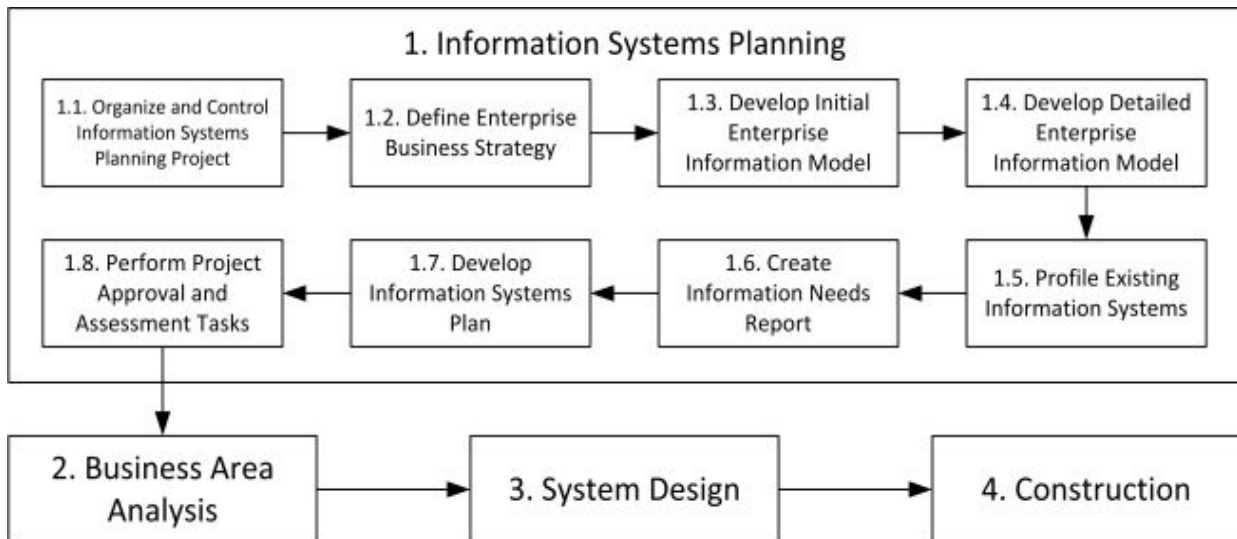 1. Information Systems Planning
1.1. Organize and Control
Information Systems
Planning Project
1.2. Define Enterprise
Business Strategy
1.3. Develop Initial
Enterprise
Information Model
1.4. Develop Detailed
Enterprise
Information Model
1.5. Profile Existing
Information Systems
1.6. Create
Information Needs
Report
1.7. Develop
Information Systems
Plan
1.8. Perform Project
Approval and
Assessment Tasks
2. Business Area
Analysis
3. System Design
4. Construction